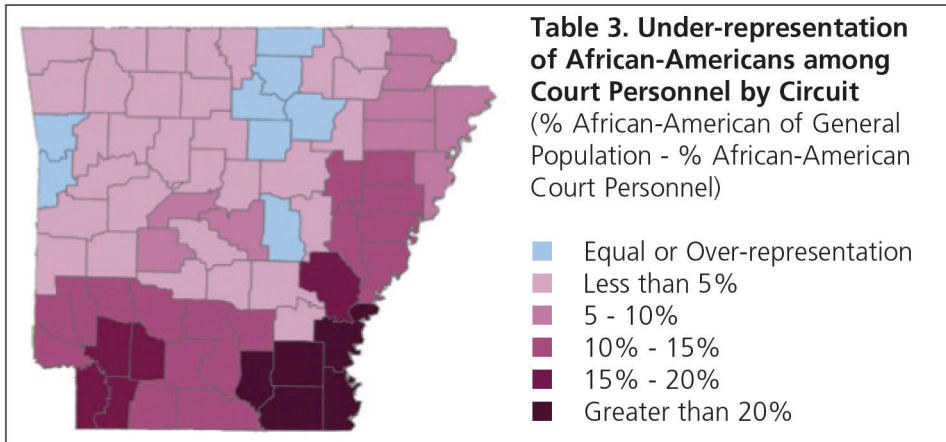 Table 3. Under-representation
of African-Americans among
Court Personnel by Circuit
(% African-American of General
Population - % African-American
Court Personnel)
Equal or Over-representation
Less than 5%
5 - 10%
10% - 15%
15% - 20%
Greater than 20%